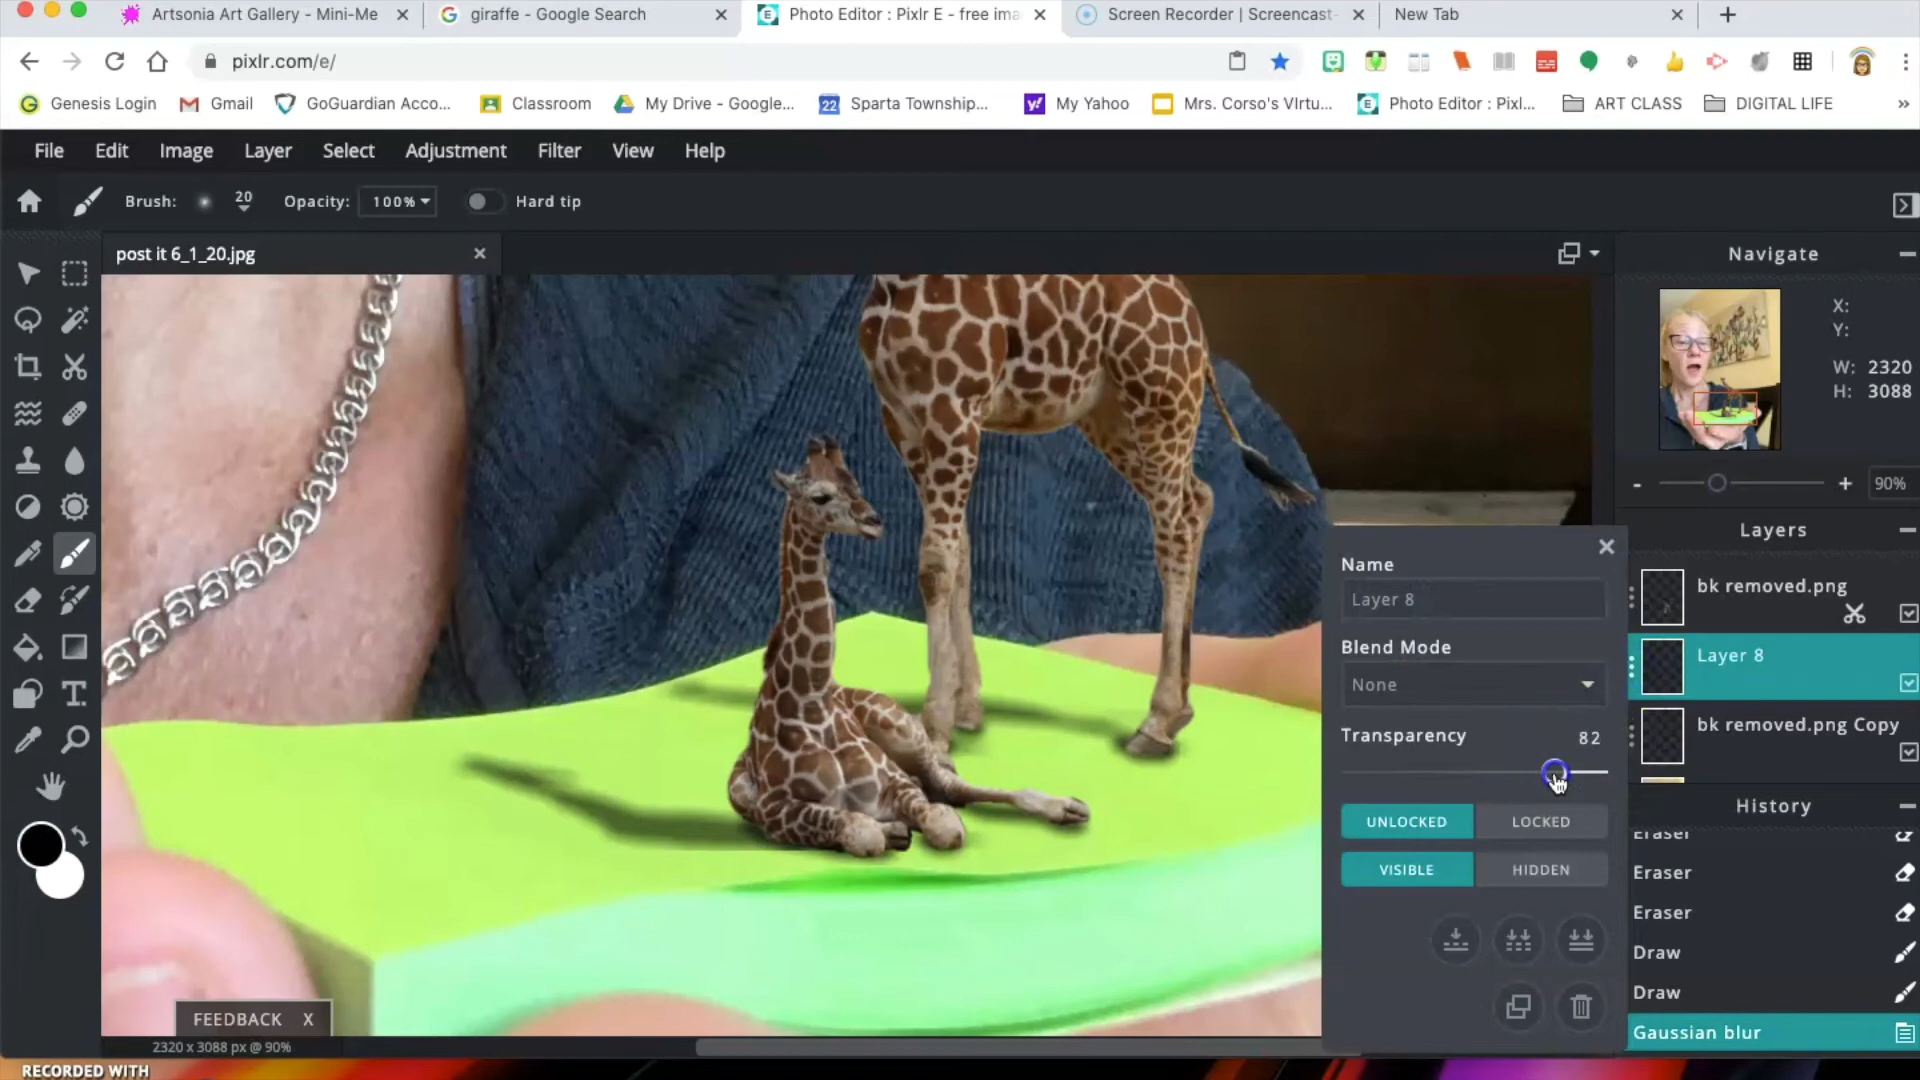 Artsonia Art Gallery - Mini-Me
giraffe - Google Search
Photo Editor : Pixlr E - free ima
Screen Recorder | Screencast-
New Tab
pixlr.com/e/
Genesis Login
Gmail
GoGuardian Acco...
Classroom
My Drive - Google...
22
Sparta Township...
My Yahoo
Mrs. Corso's VIrtu...
Photo Editor : Pixl...
ART CLASS
DIGITAL LIFE
»
File Edit Image Layer Select Adjustment Filter View Help
Brush: 20 Opacity: 100% Hard tip
post it 6_1_20.jpg
Navigate
X:
Y:
W: 2320
H: 3088
- + 90%
Layers
bk removed.png
Layer 8
bk removed.png Copy
Name
Layer 8
Blend Mode
None
Transparency 82
UNLOCKED LOCKED
VISIBLE HIDDEN
History
Eraser
Eraser
Eraser
Draw
Draw
Gaussian blur
FEEDBACK X
2320 x 3088 px @ 90%
RECORDED WITH